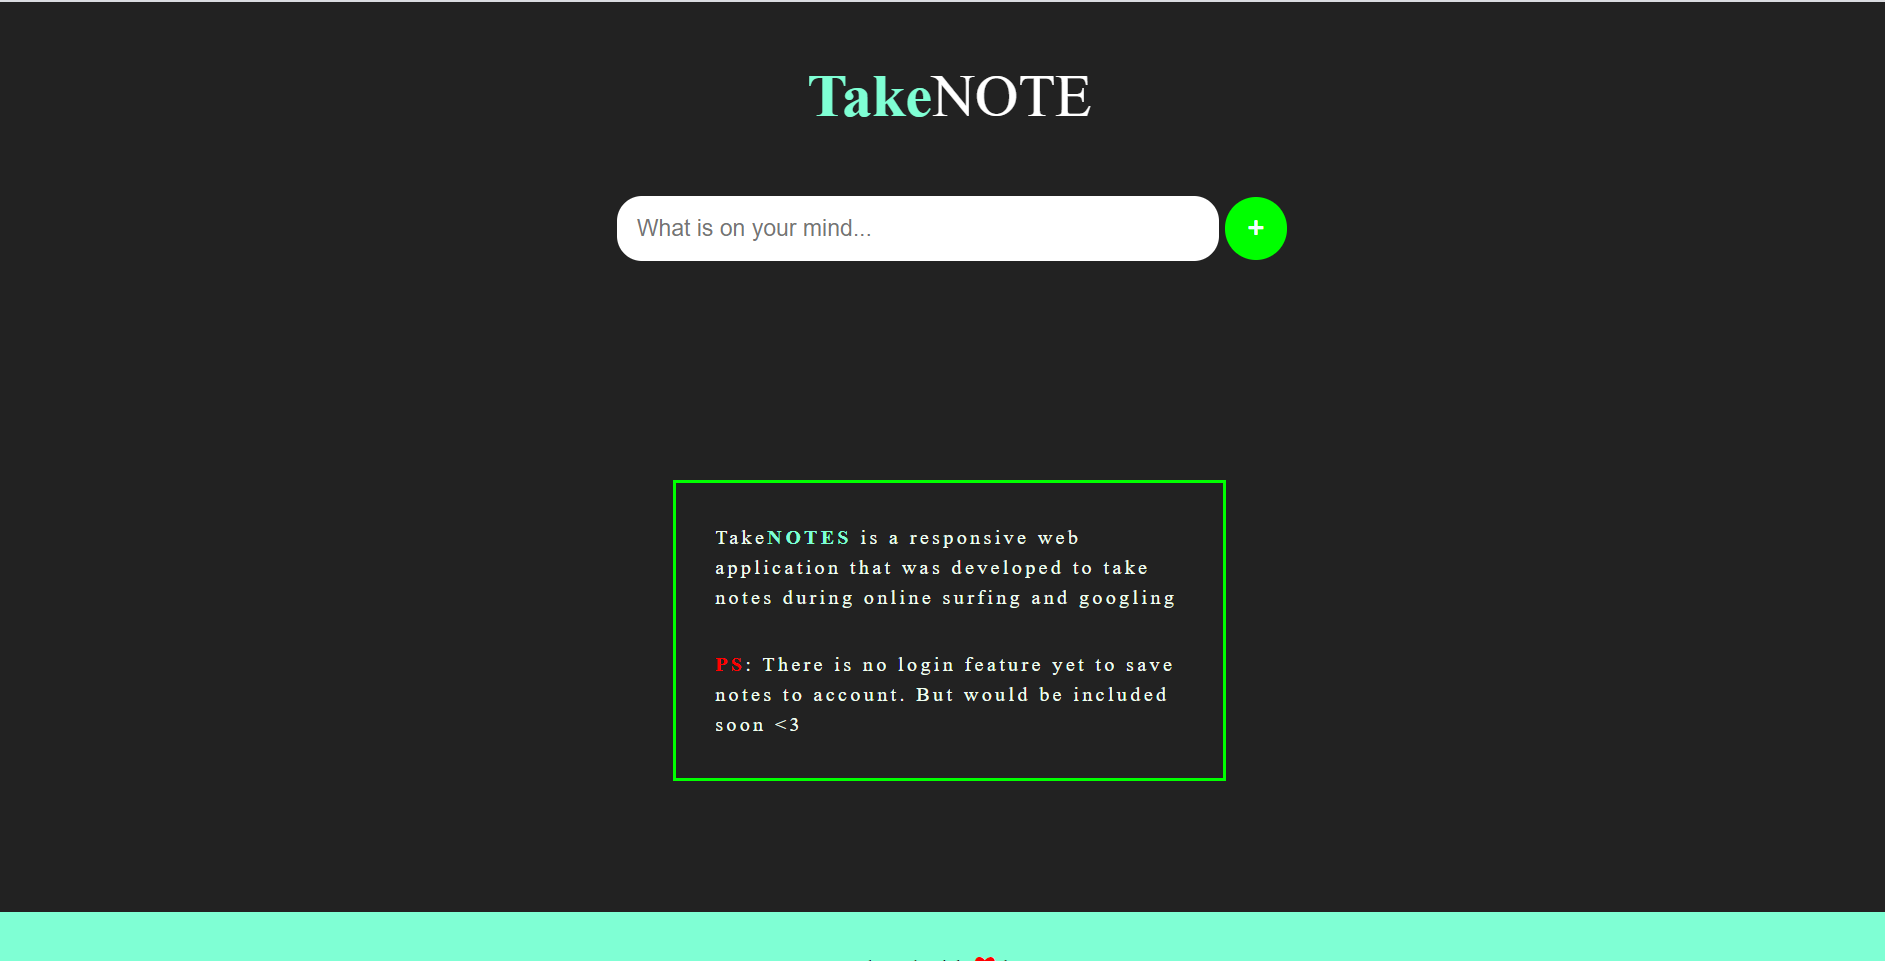 TakeNOTE
What is on your mind...
+
TakeNOTES is a responsive web
application that was developed to take
notes during online surfing and googling
PS: There is no login feature yet to save
notes to account. But would be included
soon <3